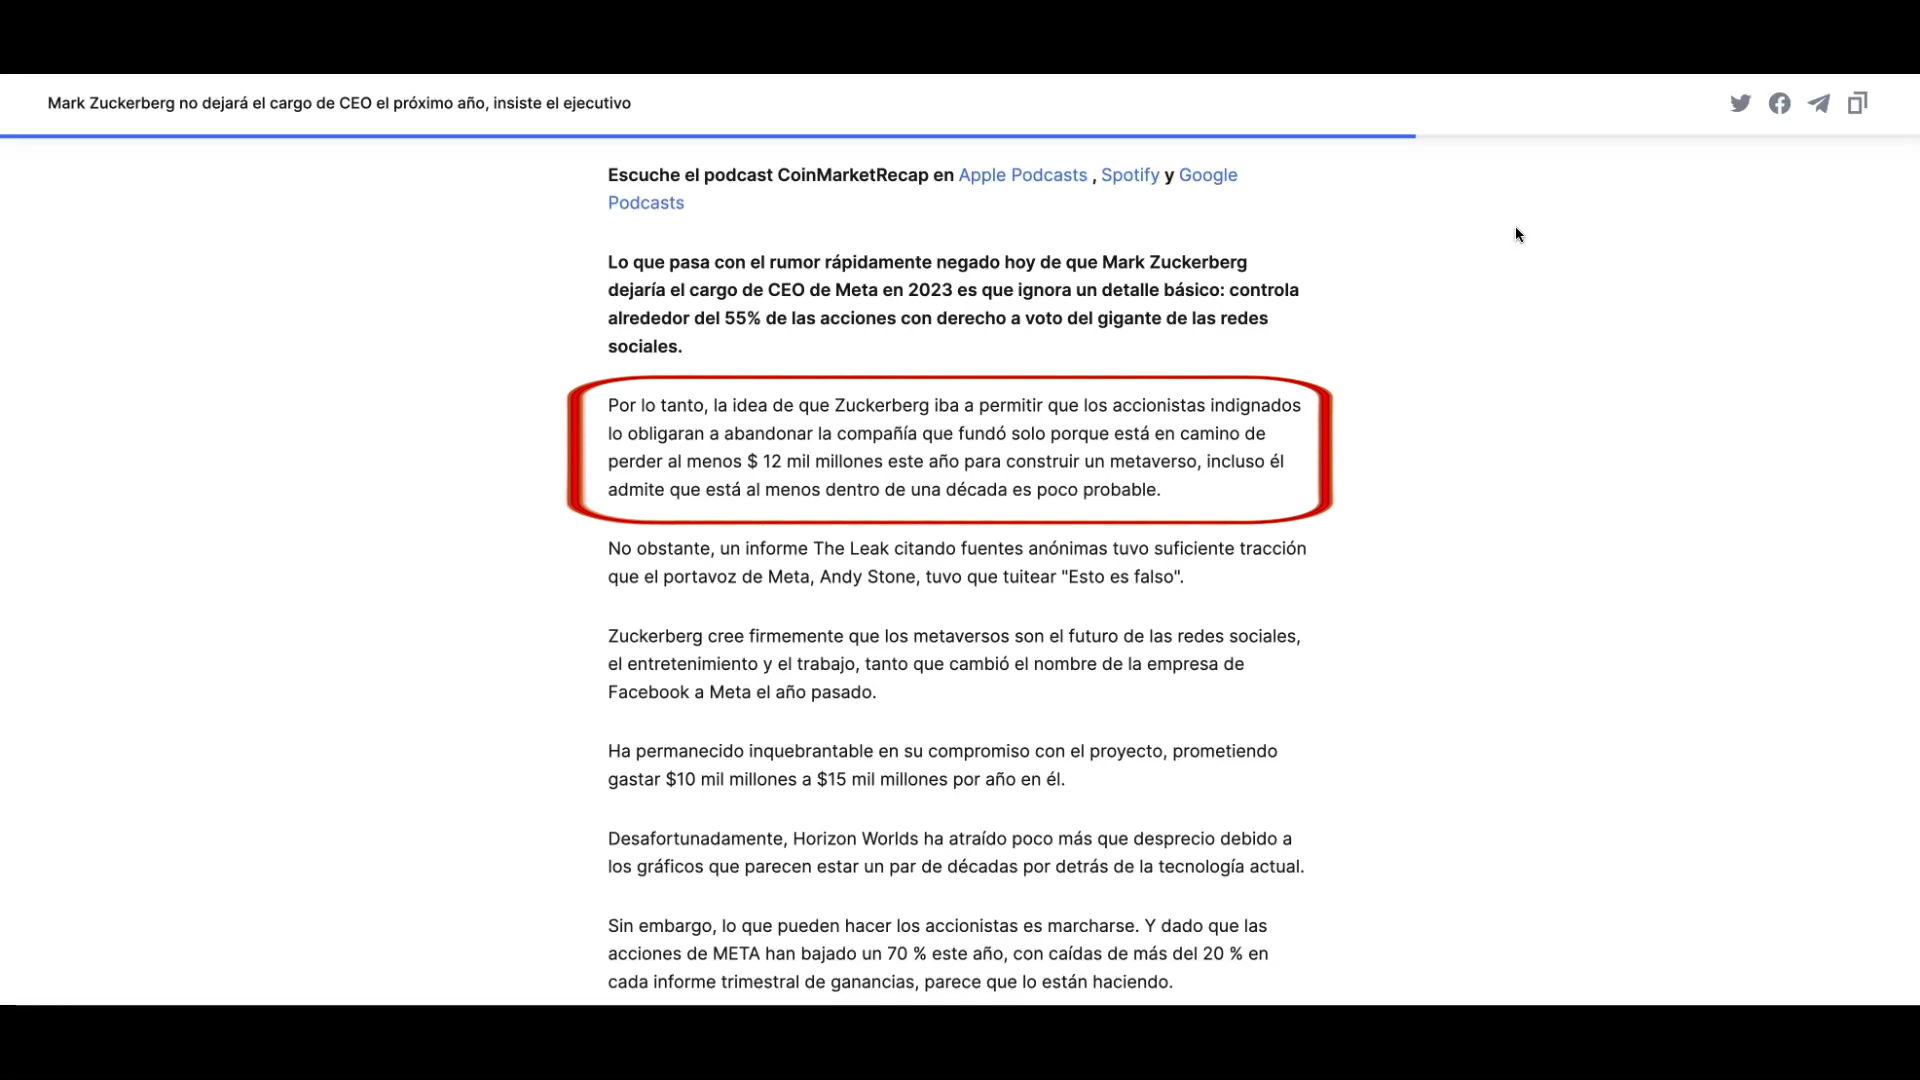 Mark Zuckerberg no dejará el cargo de CEO el próximo año, insiste el ejecutivo
Escuche el podcast CoinMarketRecap en Apple Podcasts , Spotify y Google
Podcasts
Lo que pasa con el rumor rápidamente negado hoy de que Mark Zuckerberg
dejaría el cargo de CEO de Meta en 2023 es que ignora un detalle básico: controla
alrededor del 55% de las acciones con derecho a voto del gigante de las redes
sociales.
Por lo tanto, la idea de que Zuckerberg iba a permitir que los accionistas indignados
lo obligaran a abandonar la compañía que fundó solo porque está en camino de
perder al menos $ 12 mil millones este año para construir un metaverso, incluso él
admite que está al menos dentro de una década es poco probable.
No obstante, un informe The Leak citando fuentes anónimas tuvo suficiente tracción
que el portavoz de Meta, Andy Stone, tuvo que tuitear "Esto es falso".
Zuckerberg cree firmemente que los metaversos son el futuro de las redes sociales,
el entretenimiento y el trabajo, tanto que cambió el nombre de la empresa de
Facebook a Meta el año pasado.
Ha permanecido inquebrantable en su compromiso con el proyecto, prometiendo
gastar $10 mil millones a $15 mil millones por año en él.
Desafortunadamente, Horizon Worlds ha atraído poco más que desprecio debido a
los gráficos que parecen estar un par de décadas por detrás de la tecnología actual.
Sin embargo, lo que pueden hacer los accionistas es marcharse. Y dado que las
acciones de META han bajado un 70 % este año, con caídas de más del 20 % en
cada informe trimestral de ganancias, parece que lo están haciendo.